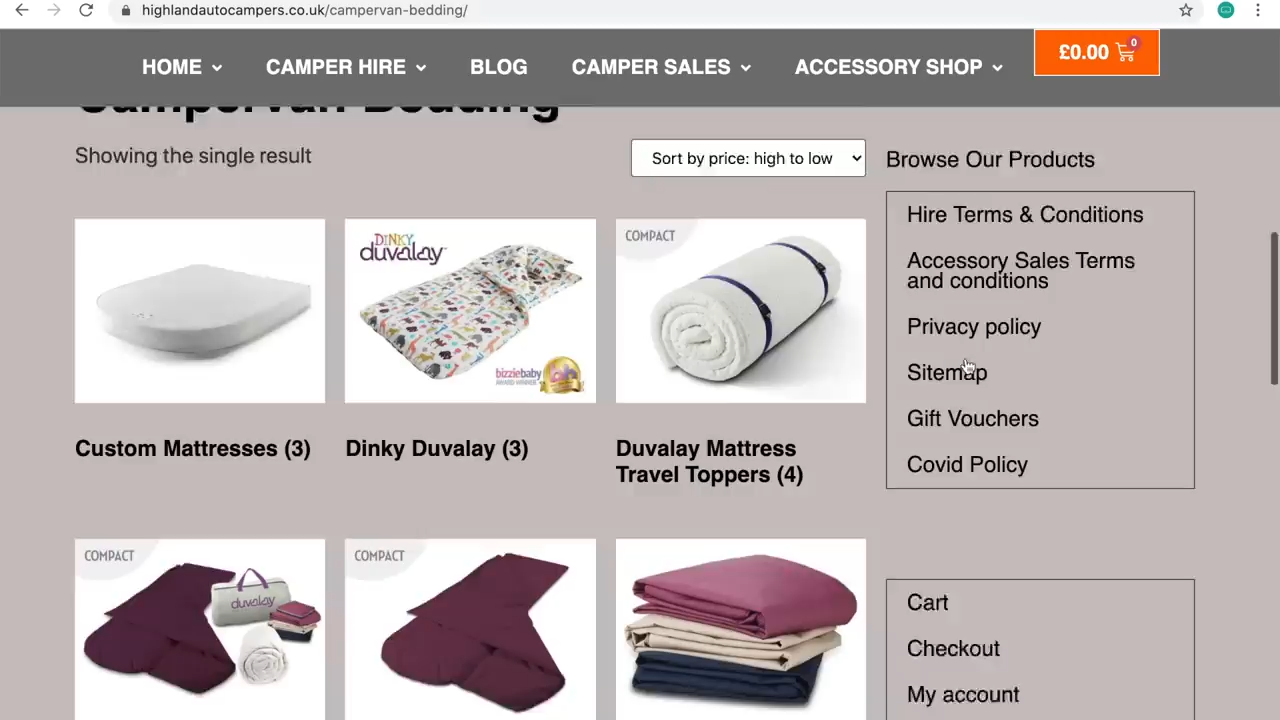 highlandautocampers.co.uk/campervan-bedding/
HOME
CAMPER HIRE
BLOG
CAMPER SALES
ACCESSORY SHOP
£0.00
0
Campervan Bedding
Showing the single result
Sort by price: high to low
Browse Our Products
Hire Terms & Conditions
Accessory Sales Terms
and conditions
Privacy policy
Sitemap
Gift Vouchers
Covid Policy
DINKY
duvalay
bizziebaby
AWARD WINNER
COMPACT
Custom Mattresses (3)
Dinky Duvalay (3)
Duvalay Mattress
Travel Toppers (4)
COMPACT
duvalay
COMPACT
Cart
Checkout
My account